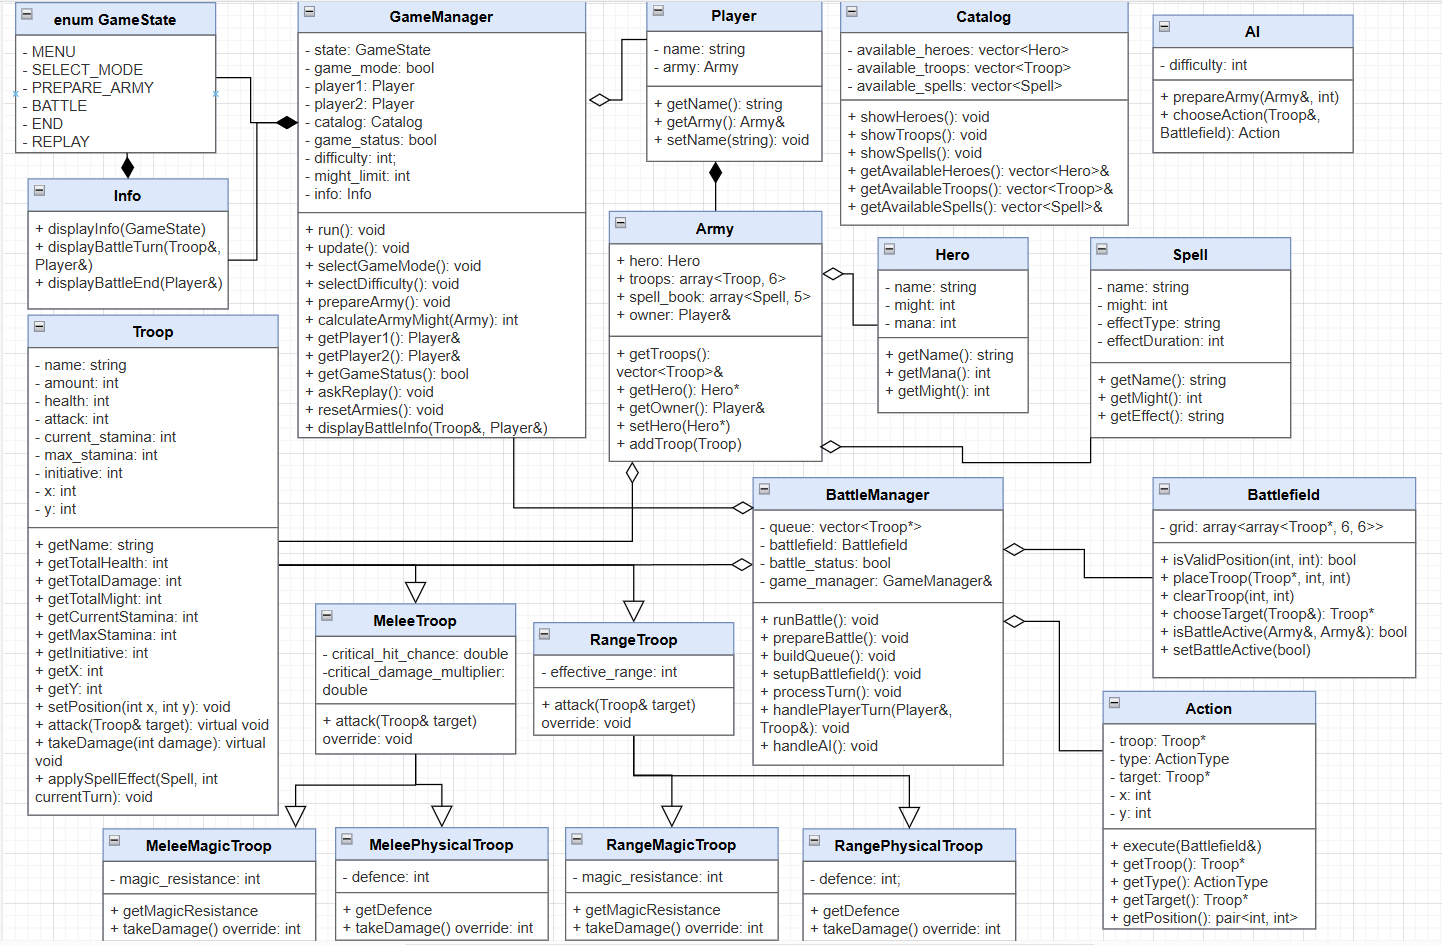 enum GameState
- MENU
- SELECT_MODE
- PREPARE_ARMY
- BATTLE
- END
- REPLAY
Info
+ displayInfo(GameState)
+ displayBattleTurn(Troop&,
Player&)
+ displayBattleEnd(Player&)
GameManager
- state: GameState
- game_mode: bool
- player1: Player
- player2: Player
- catalog: Catalog
- game_status: bool
- difficulty: int;
- might_limit: int
- info: Info
+ run(): void
+ update(): void
+ selectGameMode(): void
+ selectDifficulty(): void
+ prepareArmy(): void
+ calculateArmyMight(Army): int
+ getPlayer1(): Player&
+ getPlayer2(): Player&
+ getGameStatus(): bool
+ askReplay(): void
+ resetArmies(): void
+ displayBattleInfo(Troop&, Player&)
Player
- name: string
- army: Army
+ getName(): string
+ getArmy(): Army&
+ setName(string): void
Catalog
- available_heroes: vector<Hero>
- available_troops: vector<Troop>
- available_spells: vector<Spell>
+ showHeroes(): void
+ showTroops(): void
+ showSpells(): void
+ getAvailableHeroes(): vector<Hero>&
+ getAvailableTroops(): vector<Troop>&
+ getAvailableSpells(): vector<Spell>&
AI
- difficulty: int
+ prepareArmy(Army&, int)
+ chooseAction(Troop&,
Battlefield): Action
Army
+ hero: Hero
+ troops: array<Troop, 6>
+ spell_book: array<Spell, 5>
+ owner: Player&
+ getTroops():
vector<Troop>&
+ getHero(): Hero*
+ getOwner(): Player&
+ setHero(Hero*)
+ addTroop(Troop)
Hero
- name: string
- might: int
- mana: int
+ getName(): string
+ getMana(): int
+ getMight(): int
Spell
- name: string
- might: int
- effectType: string
- effectDuration: int
+ getName(): string
+ getMight(): int
+ getEffect(): string
Troop
- name: string
- amount: int
- health: int
- attack: int
- current_stamina: int
- max_stamina: int
- initiative: int
- x: int
- y: int
+ getName: string
+ getTotalHealth: int
+ getTotalDamage: int
+ getTotalMight: int
+ getCurrentStamina: int
+ getMaxStamina: int
+ getInitiative: int
+ getX: int
+ getY: int
+ setPosition(int x, int y): void
+ attack(Troop& target): virtual void
+ takeDamage(int damage): virtual
void
+ applySpellEffect(Spell, int
currentTurn): void
BattleManager
- queue: vector<Troop*>
- battlefield: Battlefield
- battle_status: bool
- game_manager: GameManager&
+ runBattle(): void
+ prepareBattle(): void
+ buildQueue(): void
+ setupBattlefield(): void
+ processTurn(): void
+ handlePlayerTurn(Player&,
Troop&): void
+ handleAI(): void
Battlefield
- grid: array<array<Troop*, 6, 6>>
+ isValidPosition(int, int): bool
+ placeTroop(Troop*, int, int)
+ clearTroop(int, int)
+ chooseTarget(Troop&): Troop*
+ isBattleActive(Army&, Army&): bool
+ setBattleActive(bool)
MeleeTroop
- critical_hit_chance: double
-critical_damage_multiplier:
double
+ attack(Troop& target)
override: void
RangeTroop
- effective_range: int
+ attack(Troop& target)
override: void
Action
- troop: Troop*
- type: ActionType
- target: Troop*
- x: int
- y: int
+ execute(Battlefield&)
+ getTroop(): Troop*
+ getType(): ActionType
+ getTarget(): Troop*
+ getPosition(): pair<int, int>
MeleeMagicTroop
- magic_resistance: int
+ getMagicResistance
+ takeDamage() override: int
MeleePhysicalTroop
- defence: int
+ getDefence
+ takeDamage() override: int
RangeMagicTroop
- magic_resistance: int
+ getMagicResistance
+ takeDamage() override: int
RangePhysicalTroop
- defence: int;
+ getDefence
+ takeDamage() override: int